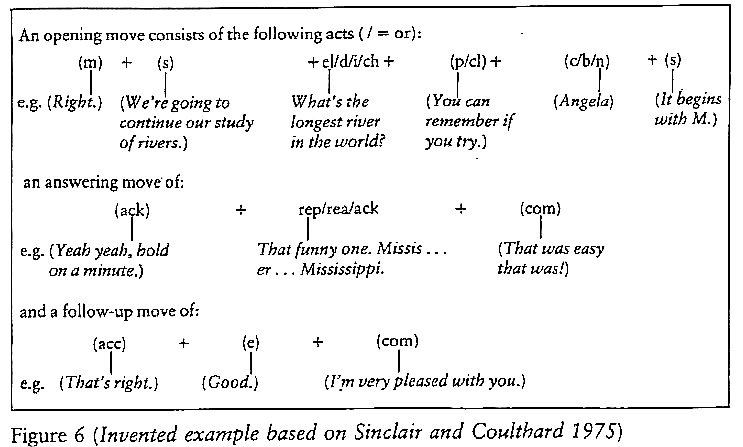 An opening move consists of the following acts ( / = or):
(m) + (s) + el/d/i/ch + (p/cl) + (c/b/n) + (s)
e.g. (Right.) (We're going to What's the (You can (Angela) (It begins
continue our study longest river remember if with M.)
of rivers.) in the world? you try.)
an answering move of:
(ack) + rep/rea/ack + (com)
e.g. (Yeah yeah, hold That funny one. Missis . . . (That was easy
on a minute.) er . . . Mississippi. that was!)
and a follow-up move of:
(acc) + (e) + (com)
e.g. (That's right.) (Good.) (I'm very pleased with you.)
Figure 6 (Invented example based on Sinclair and Coulthard 1975)